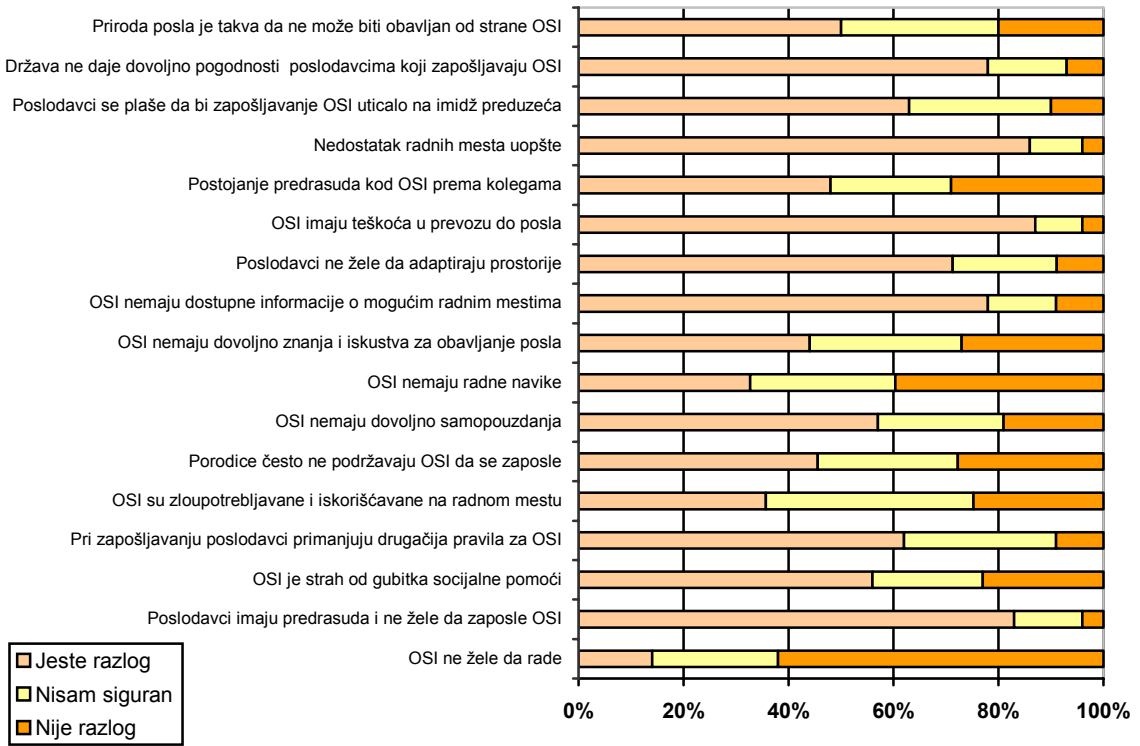 Priroda posla je takva da ne može biti obavljan od strane OSI
Država ne daje dovoljno pogodnosti poslodavcima koji zapošljavaju OSI
Poslodavci se plaše da bi zapošljavanje OSI uticalo na imidž preduzeća
Nedostatak radnih mesta uopšte
Postojanje predrasuda kod OSI prema kolegama
OSI imaju teškoća u prevozu do posla
Poslodavci ne žele da adaptiraju prostorije
OSI nemaju dostupne informacije o mogućim radnim mestima
OSI nemaju dovoljno znanja i iskustva za obavljanje posla
OSI nemaju radne navike
OSI nemaju dovoljno samopouzdanja
Porodice često ne podržavaju OSI da se zaposle
OSI su zloupotrebljavane i iskorišćavane na radnom mestu
Pri zapošljavanju poslodavci primanjuju drugačija pravila za OSI
OSI je strah od gubitka socijalne pomoći
Poslodavci imaju predrasuda i ne žele da zaposle OSI
OSI ne žele da rade
Jeste razlog
Nisam siguran
Nije razlog
0% 20% 40% 60% 80% 100%